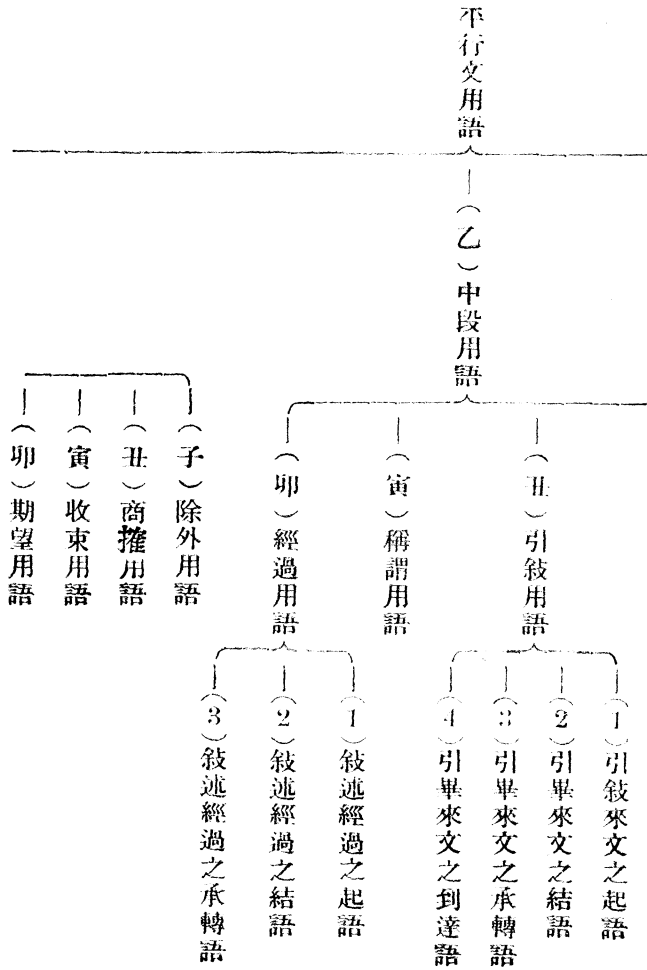 平行文用語
(乙)中段用語
(丑)引敍用語
(1)引敍來文之起語
(2)引畢來文之結語
(3)引畢來文之承轉語
(4)引畢來文之到達語
(寅)稱謂用語
(卯)經過用語
(1)敍述經過之起語
(2)敍述經過之結語
(3)敍述經過之承轉語
(子)除外用語
(丑)商搉用語
(寅)收束用語
(卯)期望用語